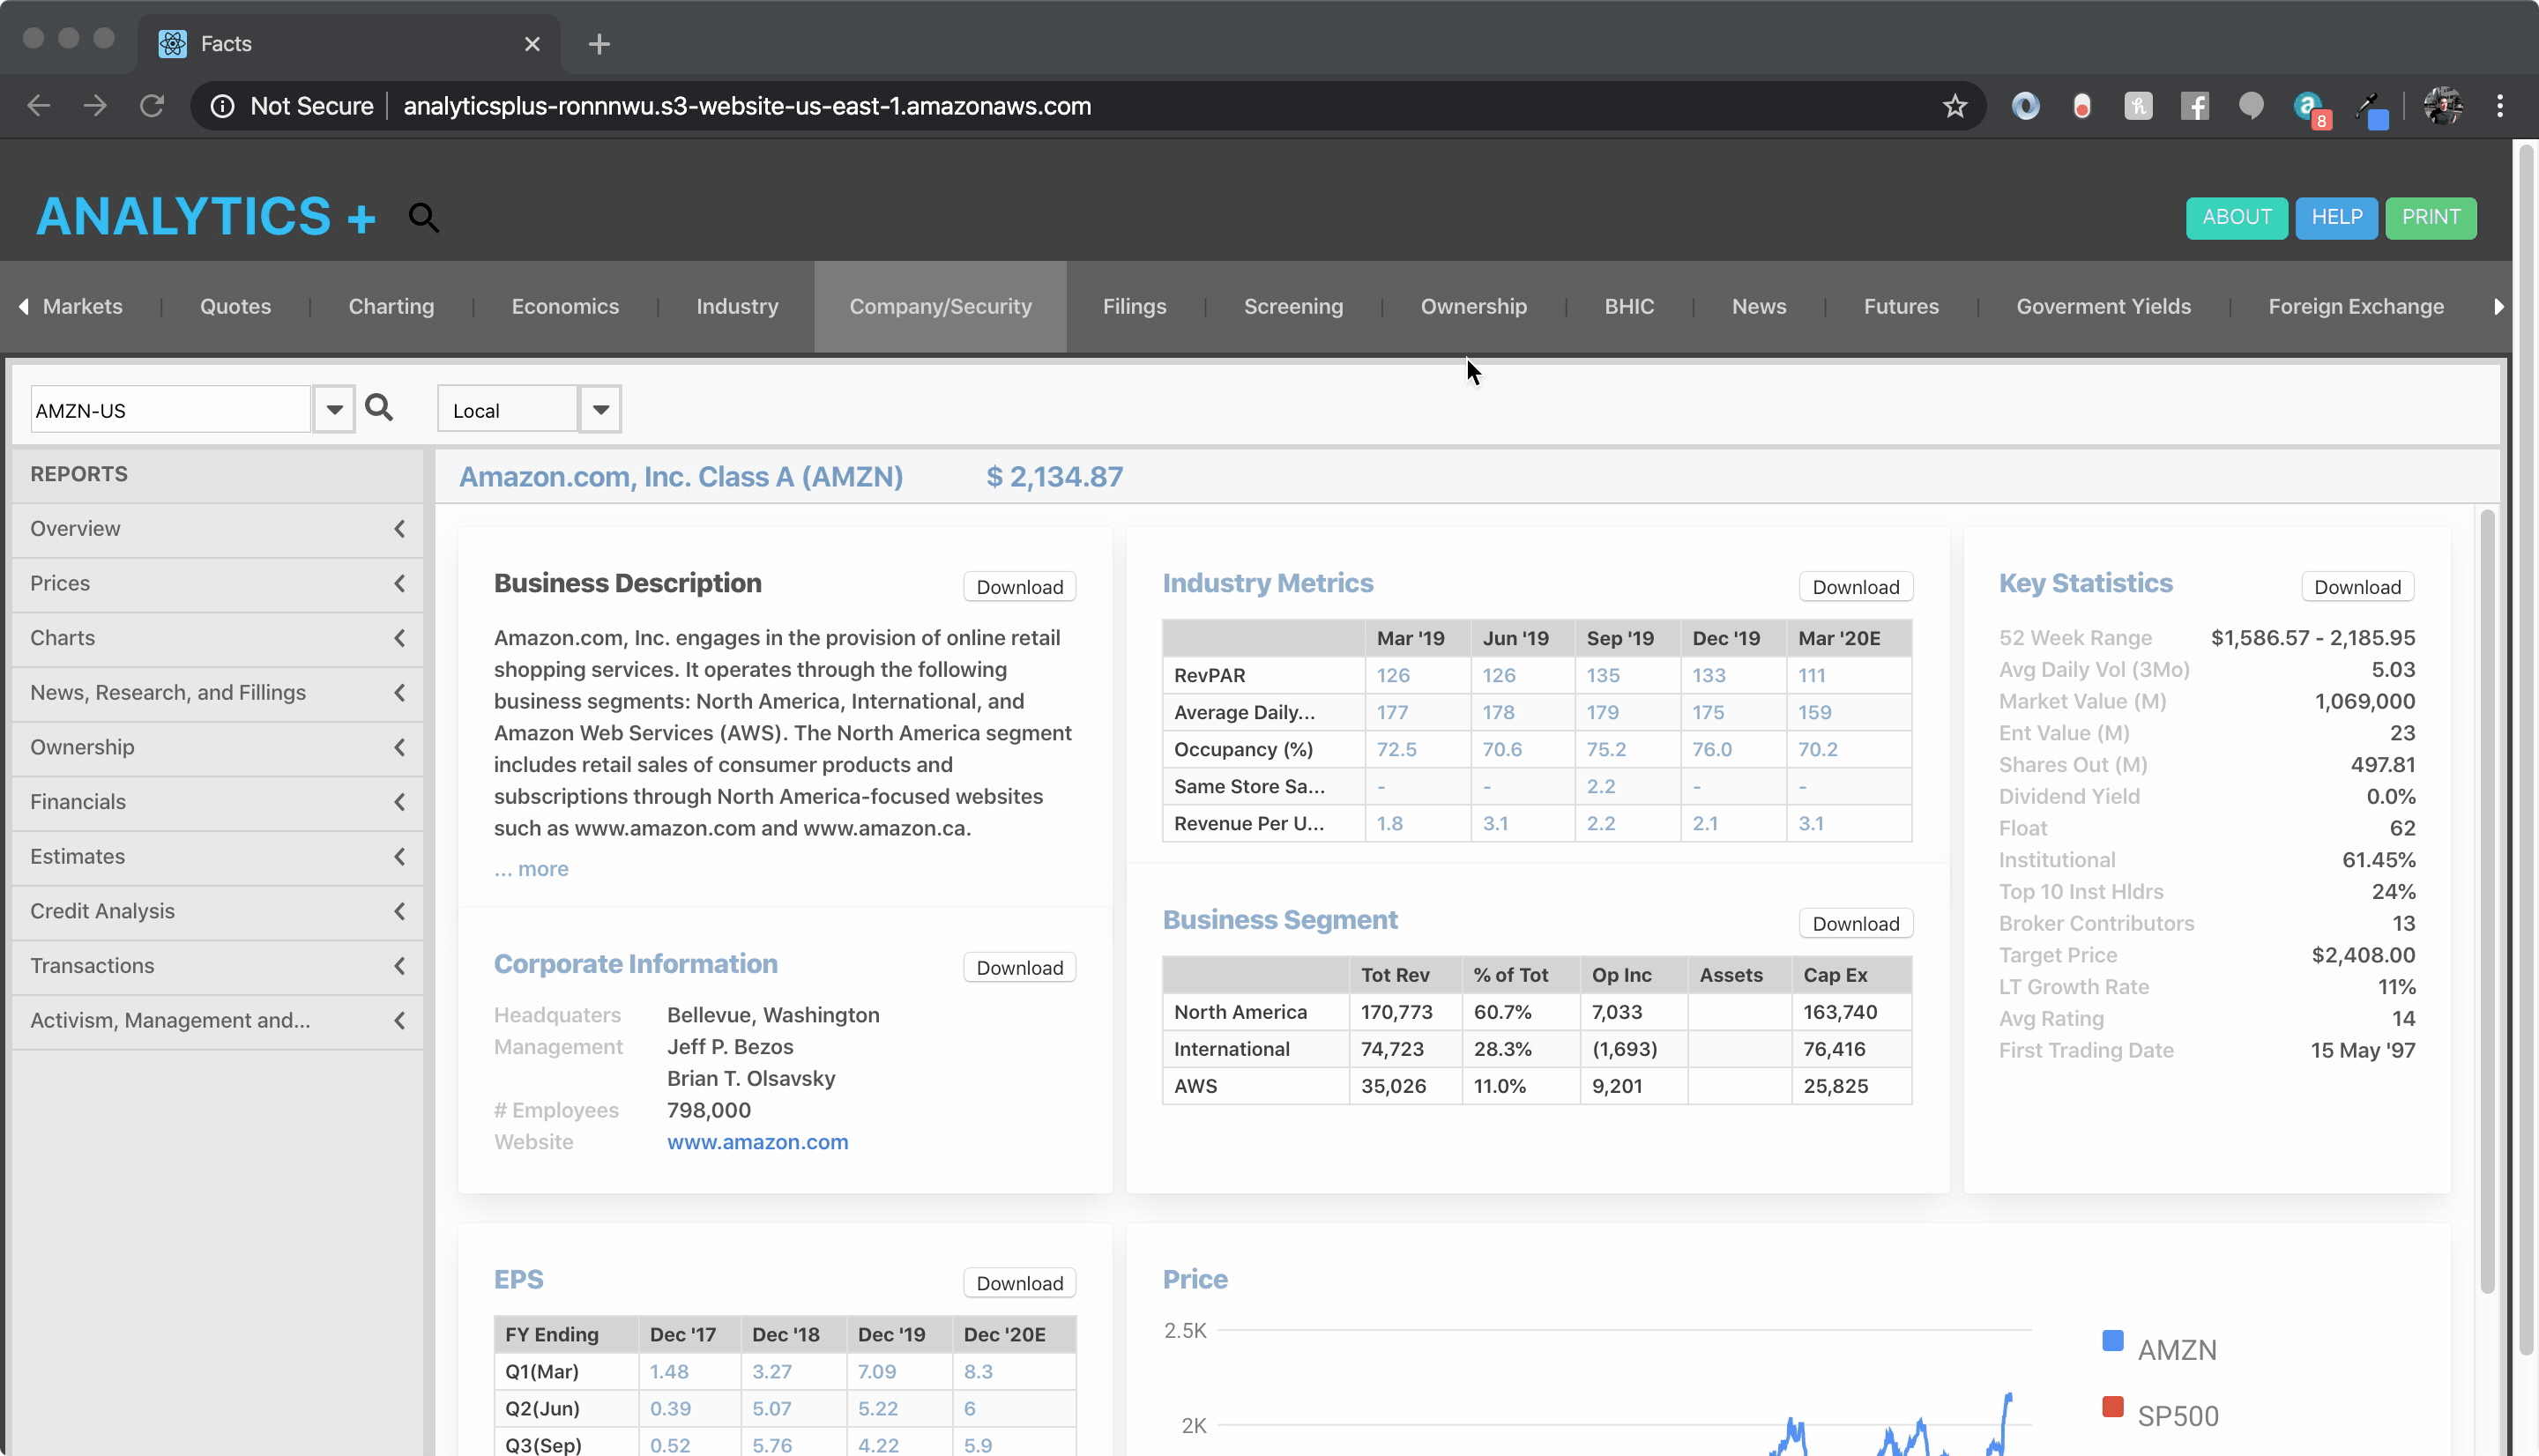 Facts
Not Secure analyticsplus-ronnnwu.s3-website-us-east-1.amazonaws.com
8
ANALYTICS +
ABOUT HELP PRINT
Markets Quotes Charting Economics Industry Company/Security Filings Screening Ownership BHIC News Futures Goverment Yields Foreign Exchange
AMZN-US Local
REPORTS
Overview
Prices
Charts
News, Research, and Fillings
Ownership
Financials
Estimates
Credit Analysis
Transactions
Activism, Management and...
Amazon.com, Inc. Class A (AMZN) $ 2,134.87
Business Description Download
Amazon.com, Inc. engages in the provision of online retail
shopping services. It operates through the following
business segments: North America, International, and
Amazon Web Services (AWS). The North America segment
includes retail sales of consumer products and
subscriptions through North America-focused websites
such as www.amazon.com and www.amazon.ca.
... more
Corporate Information Download
Headquaters Bellevue, Washington
Management Jeff P. Bezos
Brian T. Olsavsky
# Employees 798,000
Website www.amazon.com
Industry Metrics Download
Mar '19 Jun '19 Sep '19 Dec '19 Mar '20E
RevPAR 126 126 135 133 111
Average Daily... 177 178 179 175 159
Occupancy (%) 72.5 70.6 75.2 76.0 70.2
Same Store Sa... - - 2.2 - -
Revenue Per U... 1.8 3.1 2.2 2.1 3.1
Business Segment Download
Tot Rev % of Tot Op Inc Assets Cap Ex
North America 170,773 60.7% 7,033 163,740
International 74,723 28.3% (1,693) 76,416
AWS 35,026 11.0% 9,201 25,825
Key Statistics Download
52 Week Range $1,586.57 - 2,185.95
Avg Daily Vol (3Mo) 5.03
Market Value (M) 1,069,000
Ent Value (M) 23
Shares Out (M) 497.81
Dividend Yield 0.0%
Float 62
Institutional 61.45%
Top 10 Inst Hldrs 24%
Broker Contributors 13
Target Price $2,408.00
LT Growth Rate 11%
Avg Rating 14
First Trading Date 15 May '97
EPS Download
FY Ending Dec '17 Dec '18 Dec '19 Dec '20E
Q1(Mar) 1.48 3.27 7.09 8.3
Q2(Jun) 0.39 5.07 5.22 6
Q3(Sep) 0.52 5.76 4.22 5.9
Price
2.5K
2K
AMZN
SP500